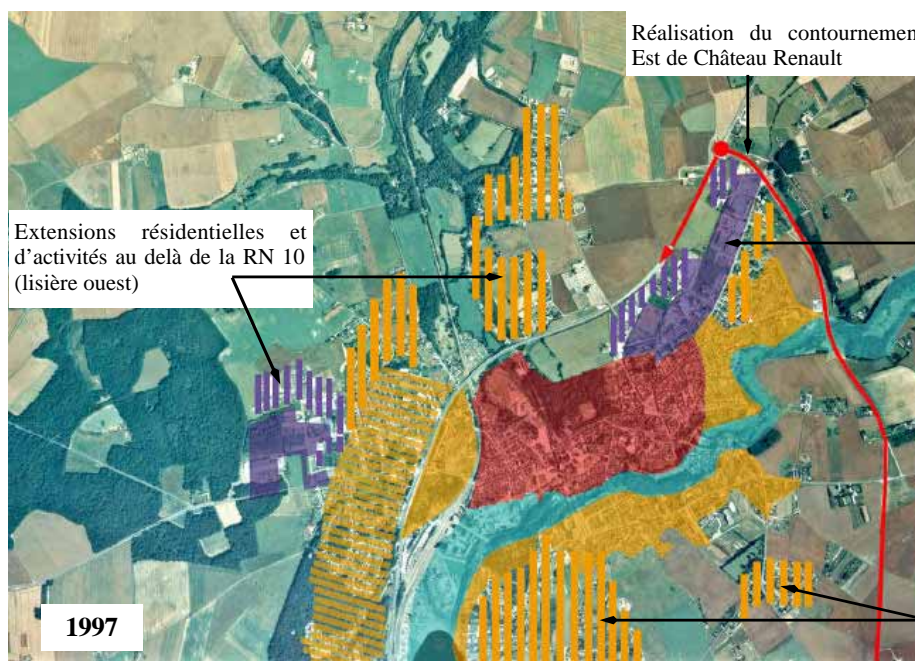 Réalisation du contournemen
Est de Château Renault
Extensions résidentielles et
d'activités au delà de la RN 10
(lisière ouest)
1997